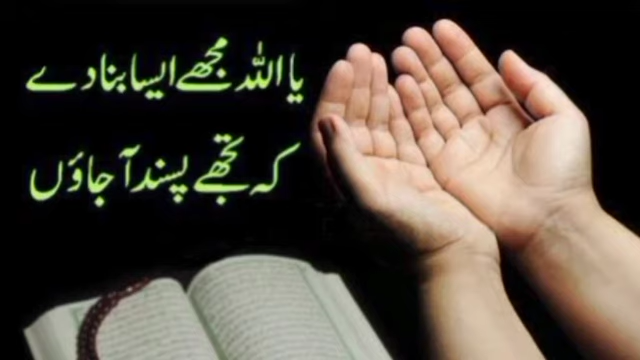 یا اللہ مجھے ایسا بنا دے
کہ تجھے پسند آ جاؤں